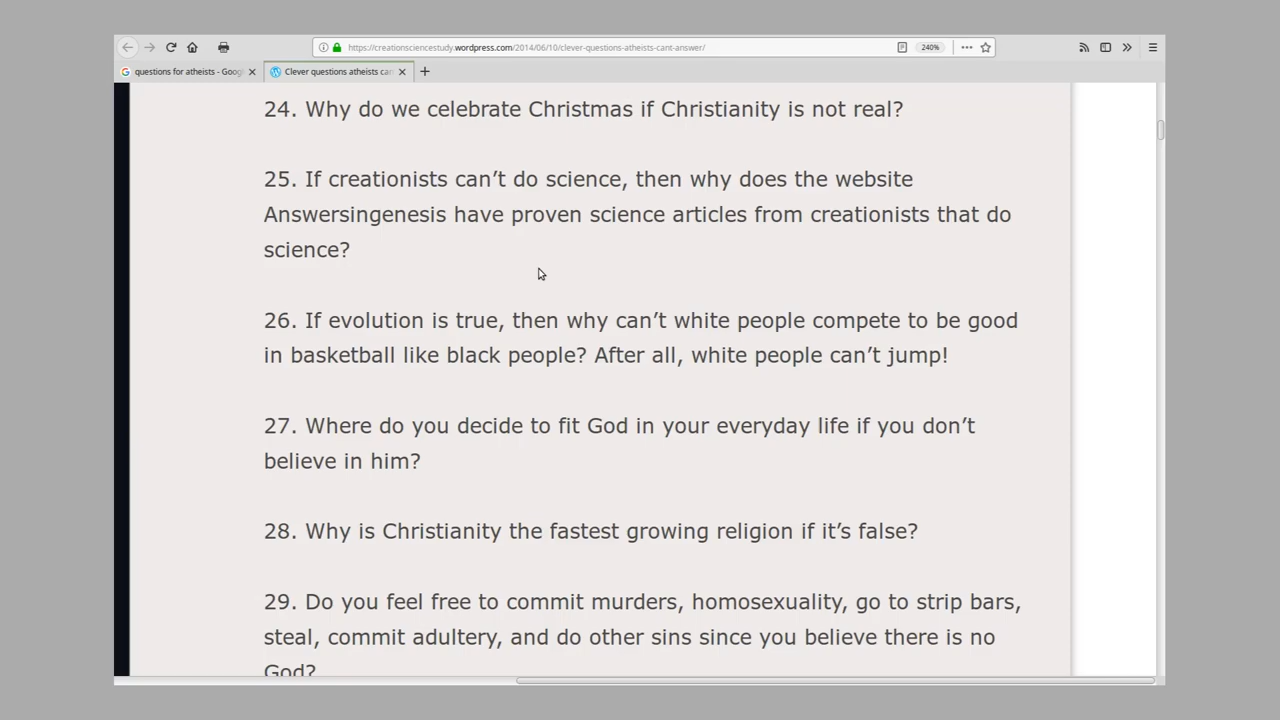 https://creationsciencestudy.wordpress.com/2014/06/10/clever-questions-atheists-cant-answer/
240%
questions for atheists - Goog
Clever questions atheists can
24. Why do we celebrate Christmas if Christianity is not real?
25. If creationists can’t do science, then why does the website
Answersingenesis have proven science articles from creationists that do
science?
26. If evolution is true, then why can’t white people compete to be good
in basketball like black people? After all, white people can’t jump!
27. Where do you decide to fit God in your everyday life if you don’t
believe in him?
28. Why is Christianity the fastest growing religion if it’s false?
29. Do you feel free to commit murders, homosexuality, go to strip bars,
steal, commit adultery, and do other sins since you believe there is no
God?